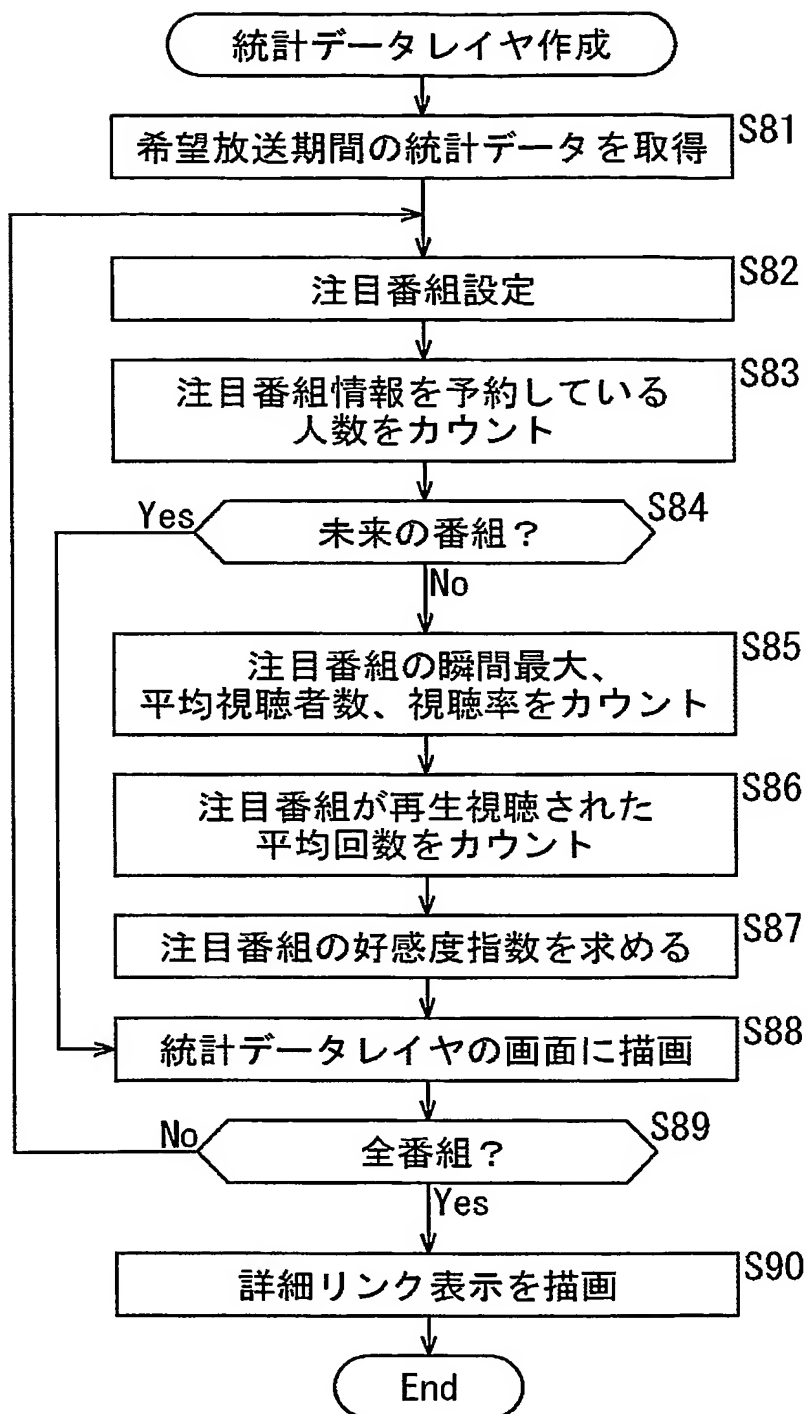 統計データレイヤ作成
希望放送期間の統計データを取得
S81
注目番組設定
S82
注目番組情報を予約している
人数をカウント
S83
未来の番組?
S84
Yes
No
注目番組の瞬間最大、
平均視聴者数、視聴率をカウント
S85
注目番組が再生視聴された
平均回数をカウント
S86
注目番組の好感度指数を求める
S87
統計データレイヤの画面に描画
S88
全番組?
S89
No
Yes
詳細リンク表示を描画
S90
End